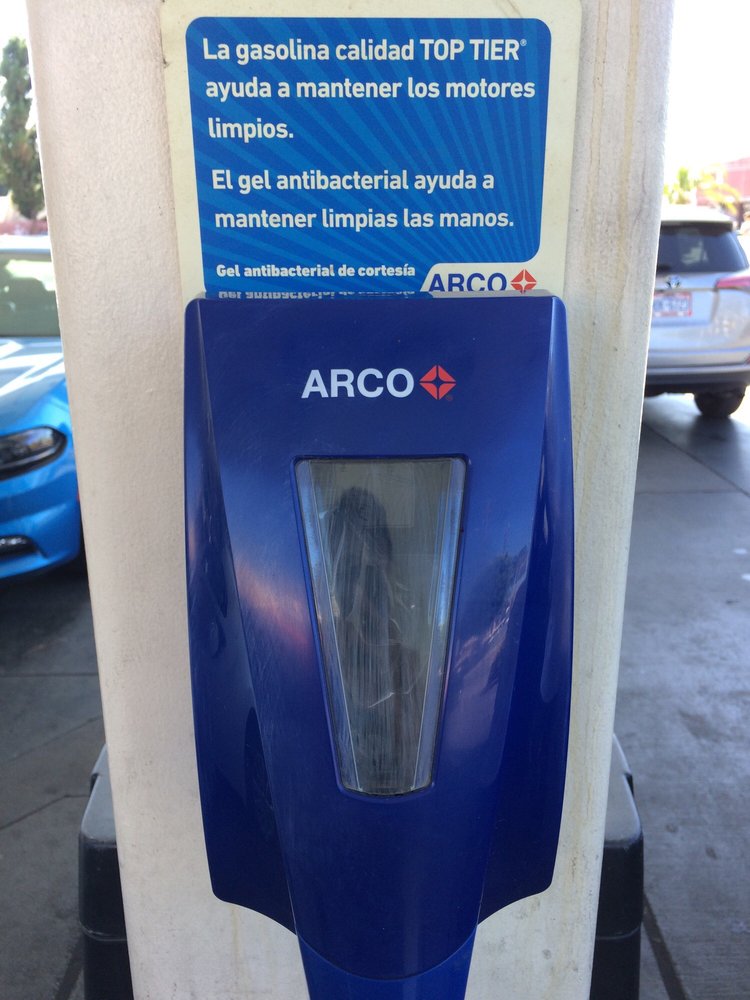 La gasolina calidad TOP TIER®
ayuda a mantener los motores
limpios.
El gel antibacterial ayuda a
mantener limpias las manos.
Gel antibacterial de cortesía
ARCO
ARCO